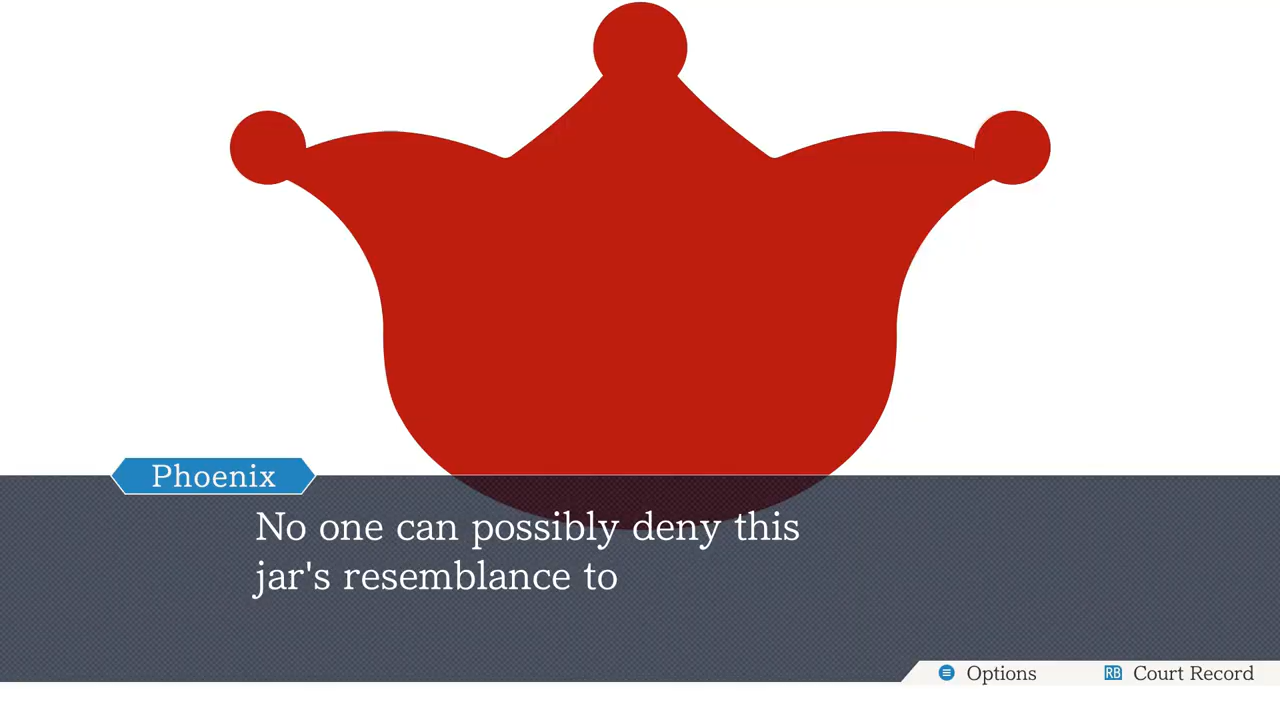 Phoenix
No one can possibly deny this
jar's resemblance to
Options
RB Court Record